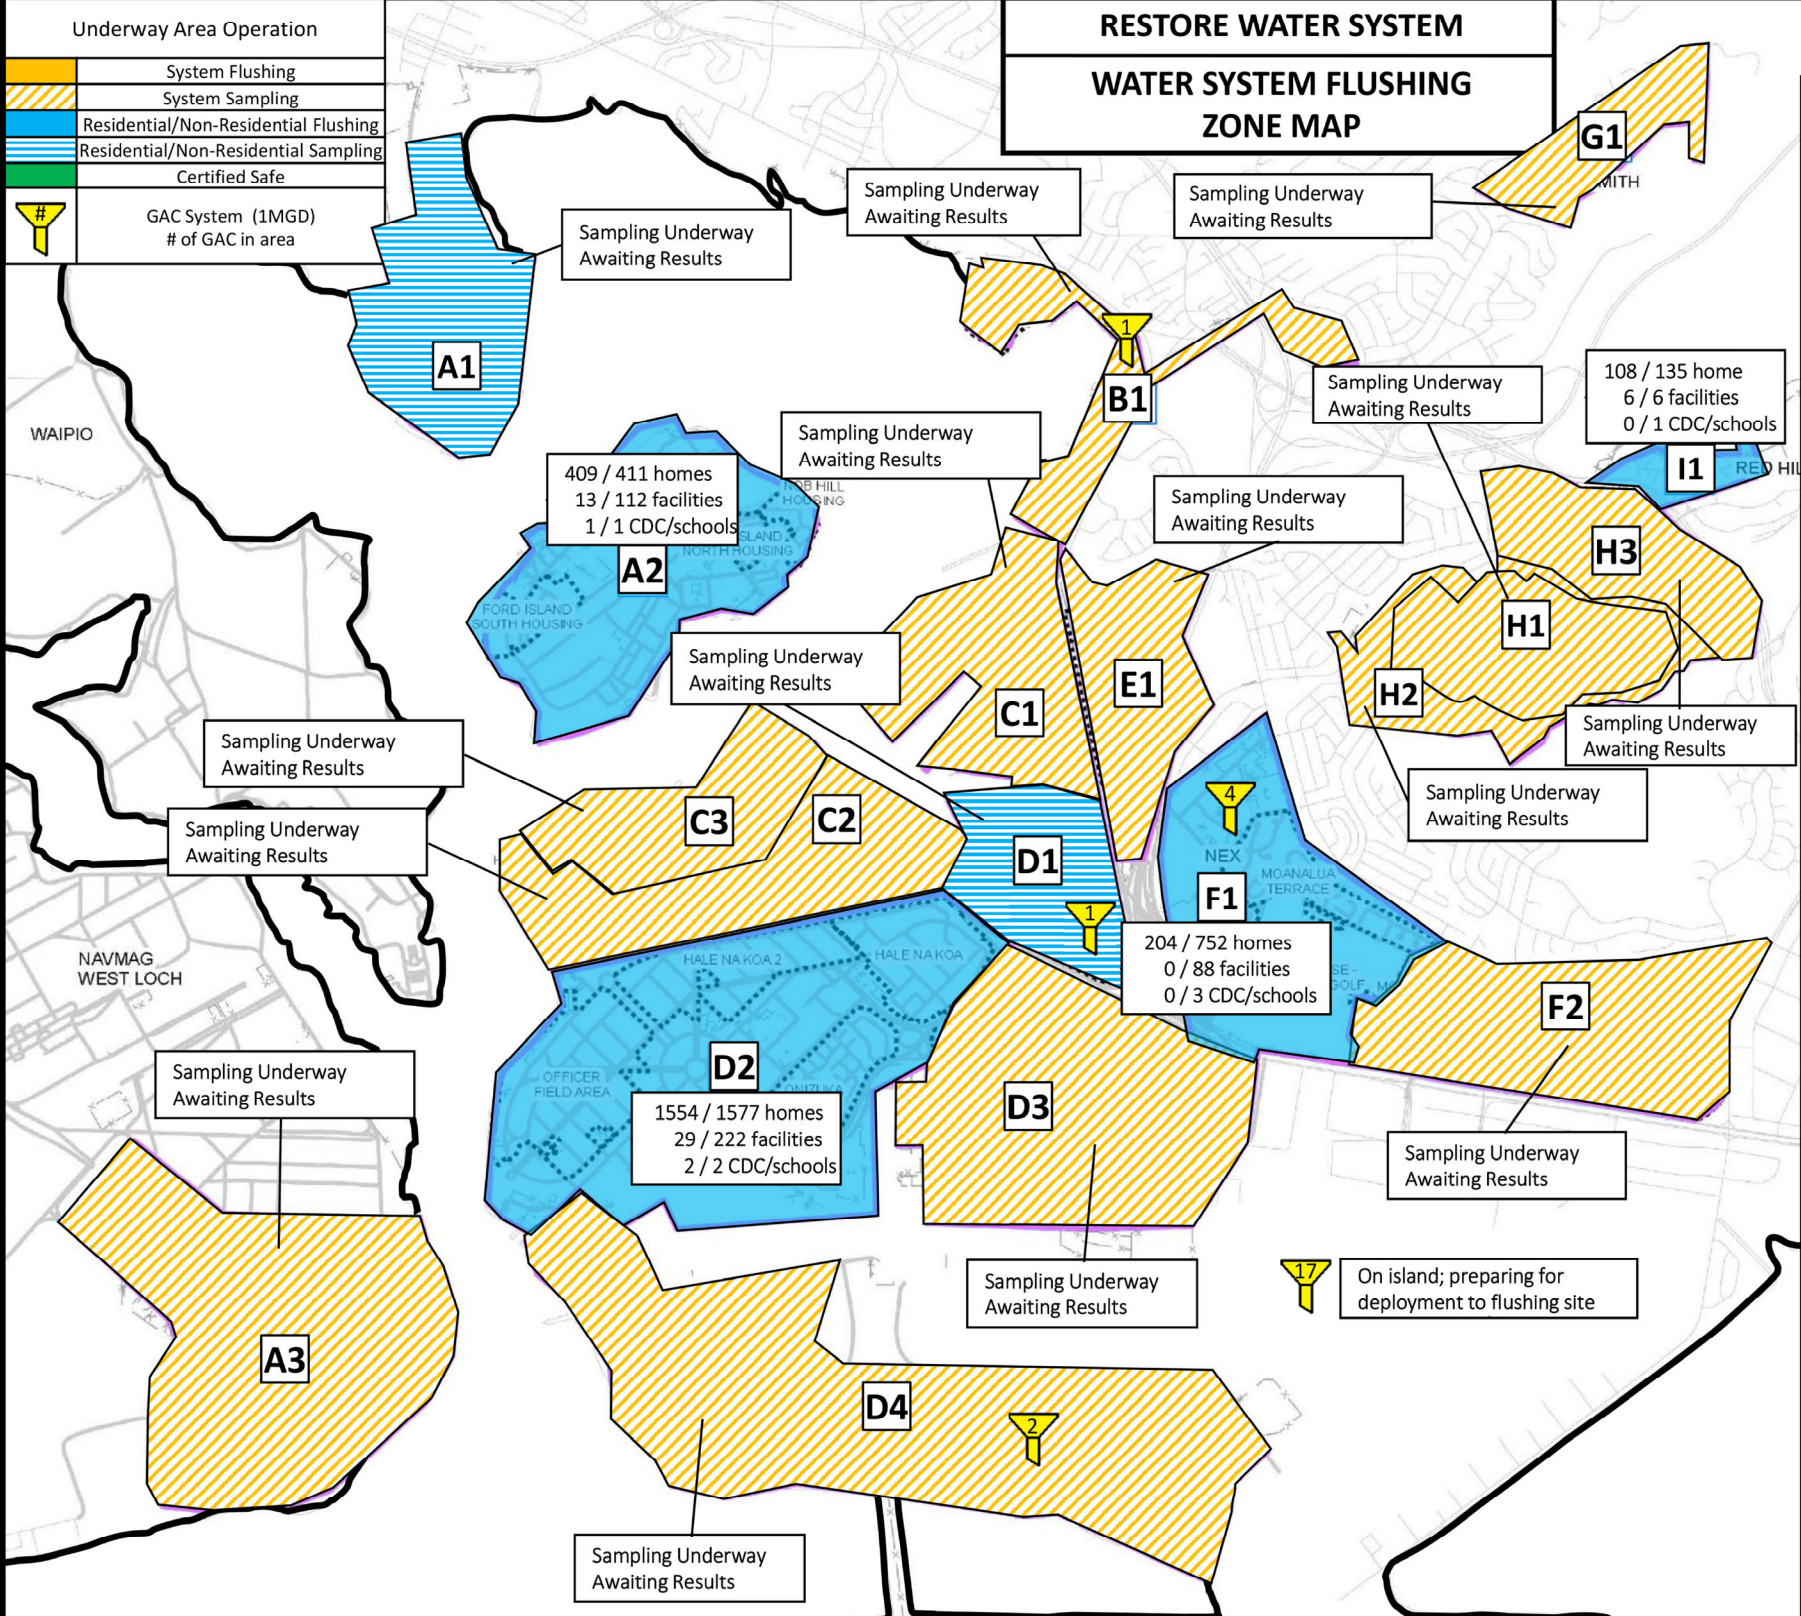 Underway Area Operation
System Flushing
System Sampling
Residential/Non-Residential Flushing
Residential/Non-Residential Sampling
Certified Safe
#
GAC System (1MGD)
# of GAC in area
RESTORE WATER SYSTEM
WATER SYSTEM FLUSHING
ZONE MAP
G1
MITH
Sampling Underway
Awaiting Results
Sampling Underway
Awaiting Results
Sampling Underway
Awaiting Results
A1
1
B1
Sampling Underway
Awaiting Results
108 / 135 home
6 / 6 facilities
0 / 1 CDC/schools
I1
RED HIL
WAIPIO
Sampling Underway
Awaiting Results
409 / 411 homes
13 / 112 facilities
1 / 1 CDC/schools
NOB HILL
HOUSING
SLAND
NORTH HOUSING
A2
FORD ISLAND
SOUTH HOUSING
Sampling Underway
Awaiting Results
H3
H1
H2
Sampling Underway
Awaiting Results
E1
C1
Sampling Underway
Awaiting Results
Sampling Underway
Awaiting Results
Sampling Underway
Awaiting Results
Sampling Underway
Awaiting Results
C3
C2
4
D1
NEX
MOANALUA
TERRACE
F1
1
204 / 752 homes
0 / 88 facilities
0 / 3 CDC/schools
SE-
GOLF
NAVMAG
WEST LOCH
HALE NA KOA 2
HALE NA KOA
F2
Sampling Underway
Awaiting Results
D2
OFFICER
FIELD AREA
ONIZUKA
1554 / 1577 homes
29 / 222 facilities
2 / 2 CDC/schools
D3
Sampling Underway
Awaiting Results
Sampling Underway
Awaiting Results
17
On island; preparing for
deployment to flushing site
A3
D4
2
Sampling Underway
Awaiting Results